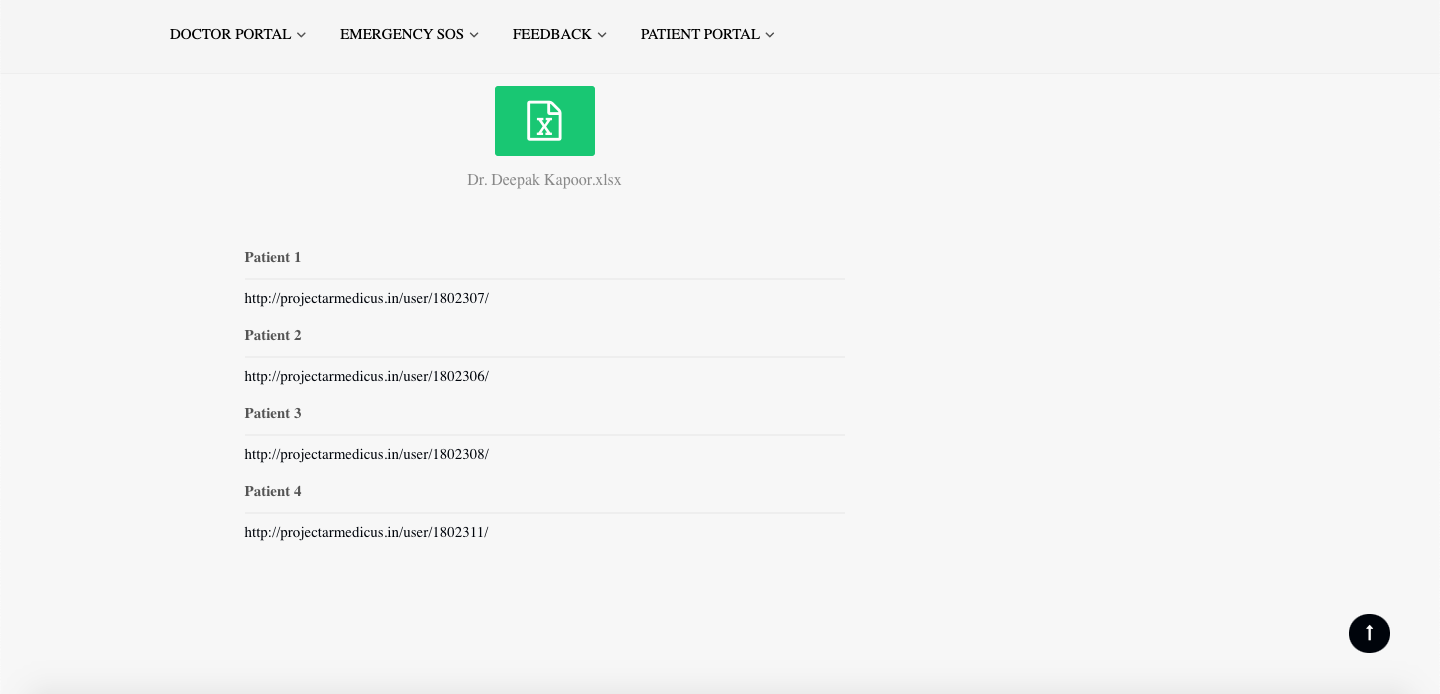 DOCTOR PORTAL EMERGENCY SOS FEEDBACK PATIENT PORTAL
X
Dr. Deepak Kapoor.xlsx
Patient 1
http://projectarmedicus.in/user/1802307/
Patient 2
http://projectarmedicus.in/user/1802306/
Patient 3
http://projectarmedicus.in/user/1802308/
Patient 4
http://projectarmedicus.in/user/1802311/